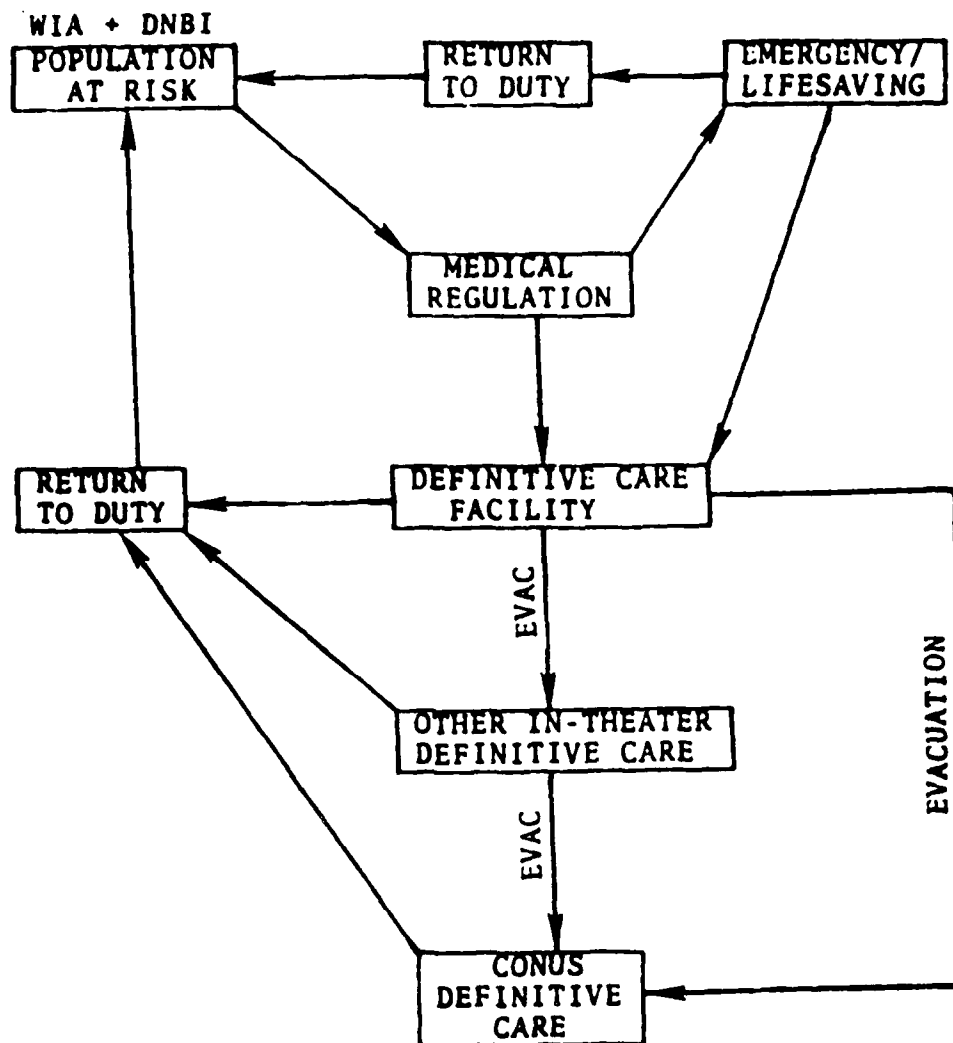 WIA + DNBI
POPULATION
AT RISK
RETURN
TO DUTY
EMERGENCY/
LIFESAVING
MEDICAL
REGULATION
RETURN
TO DUTY
DEFINITIVE CARE
FACILITY
EVAC
OTHER IN-THEATER
DEFINITIVE CARE
EVACUATION
EVAC
CONUS
DEFINITIVE
CARE